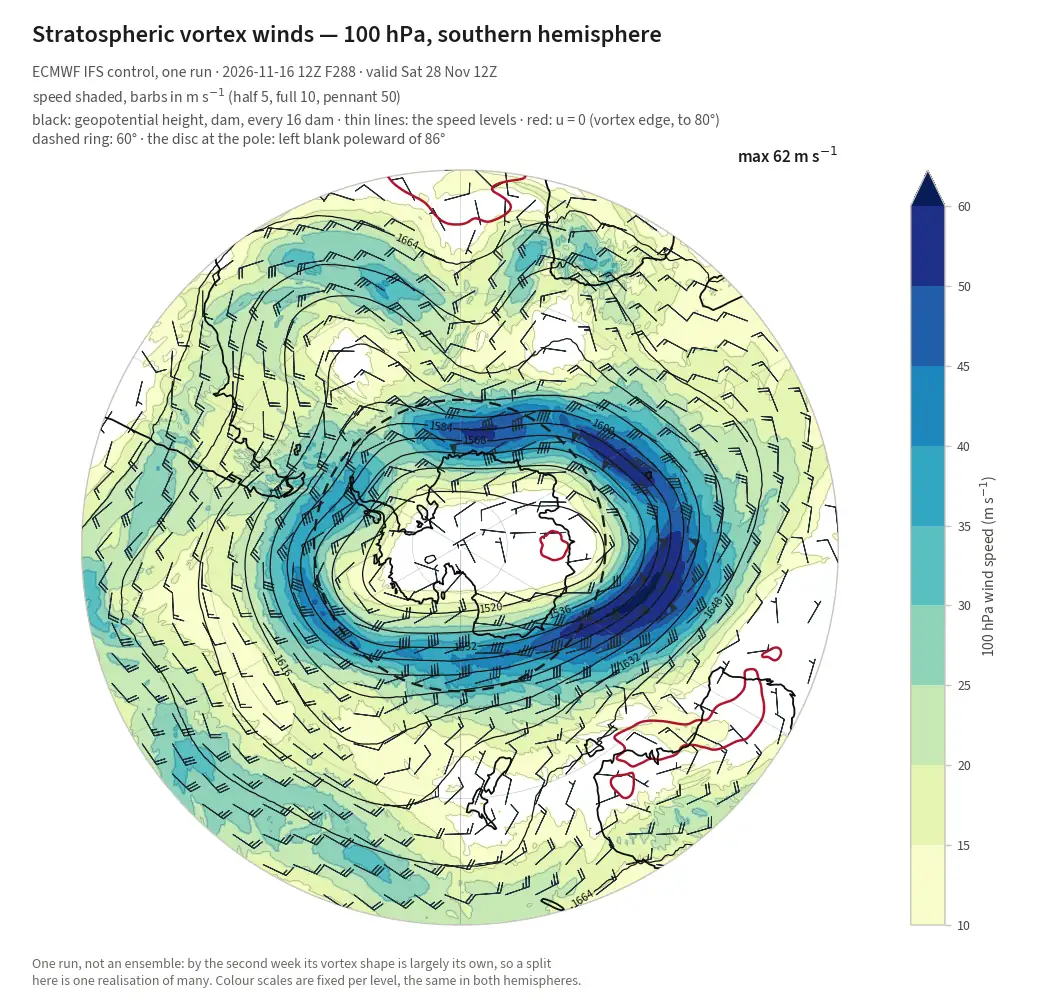 Stratospheric vortex winds — 100 hPa, southern hemisphere
ECMWF IFS control, one run · 2026-11-16 12Z F288 · valid Sat 28 Nov 12Z
speed shaded, barbs in m s⁻¹ (half 5, full 10, pennant 50)
black: geopotential height, dam, every 16 dam · thin lines: the speed levels · red: u = 0 (vortex edge, to 80°)
dashed ring: 60° · the disc at the pole: left blank poleward of 86°
max 62 m s⁻¹
1664
1584
1568
1600
1520
1536
1648
1632
1616
1664
60
50
45
40
35
30
25
20
15
10
100 hPa wind speed (m s⁻¹)
One run, not an ensemble: by the second week its vortex shape is largely its own, so a split
here is one realisation of many. Colour scales are fixed per level, the same in both hemispheres.